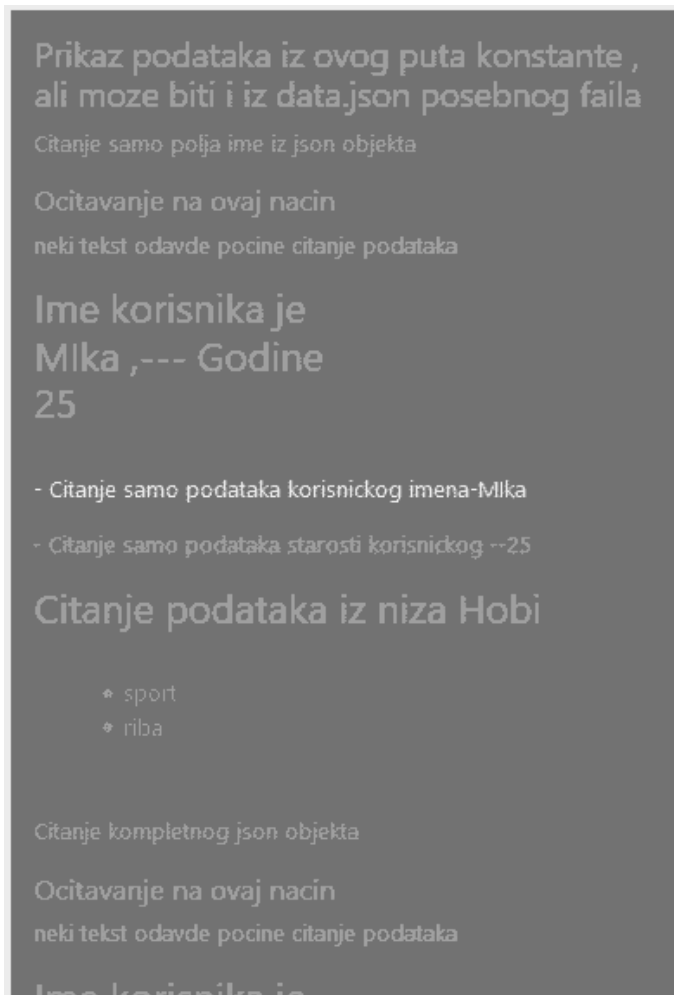 Prikaz podataka iz ovog puta konstante ,
ali moze biti i iz data.json posebnog faila
Citanje samo polja ime iz json objekta
Ocitavanje na ovaj nacin
neki tekst odavde pocine citanje podataka
Ime korisnika je
MIka ,--- Godine
25
- Citanje samo podataka korisnickog imena-MIka
- Citanje samo podataka starosti korisnickog --25
Citanje podataka iz niza Hobi
• sport
• riba
Citanje kompletnog json objekta
Ocitavanje na ovaj nacin
neki tekst odavde pocine citanje podataka
Ime korisnika je